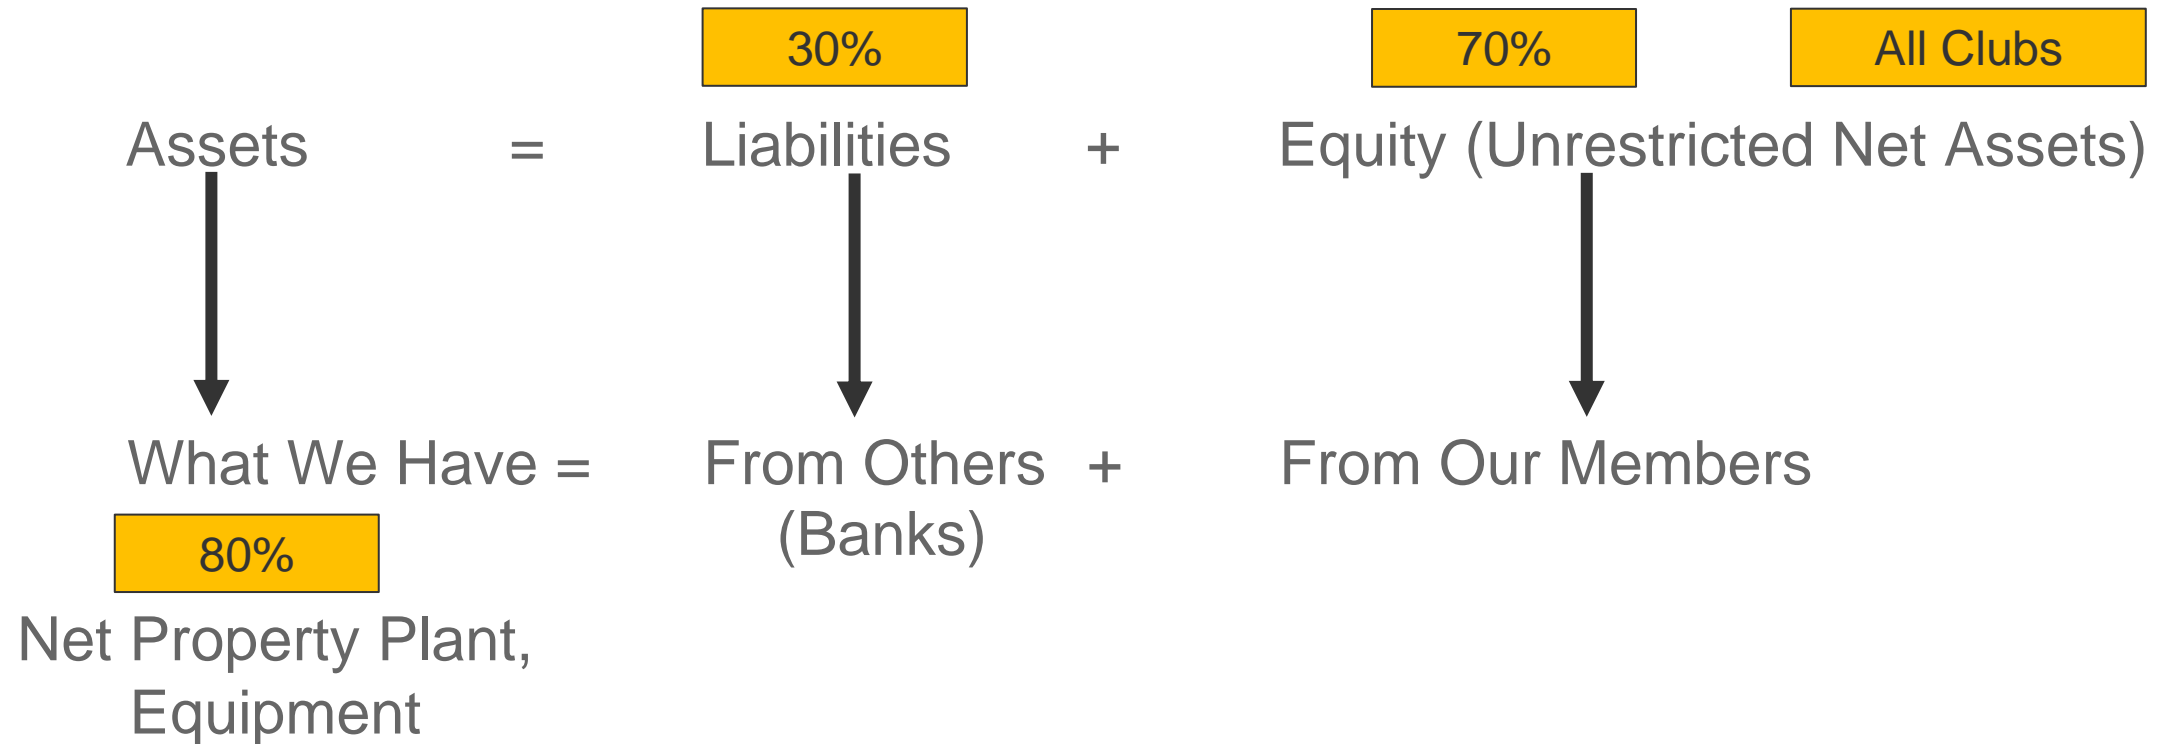 30% 70% All Clubs
Assets = Liabilities + Equity (Unrestricted Net Assets)
What We Have = From Others + From Our Members
(Banks)
80%
Net Property Plant,
Equipment